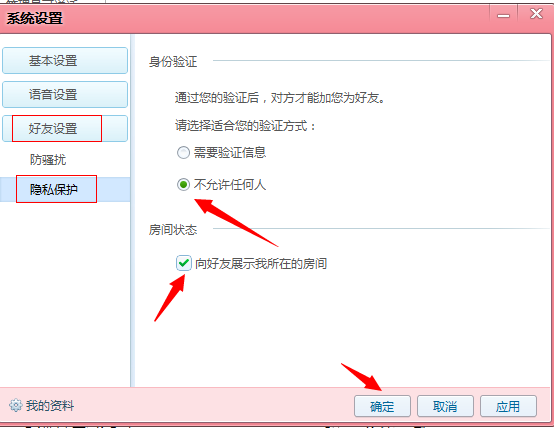 系统设置
基本设置
语音设置
好友设置
防骚扰
隐私保护
身份验证
通过您的验证后，对方才能加您为好友。
请选择适合您的验证方式：
需要验证信息
不允许任何人
房间状态
向好友展示我所在的房间
我的资料
确定
取消
应用